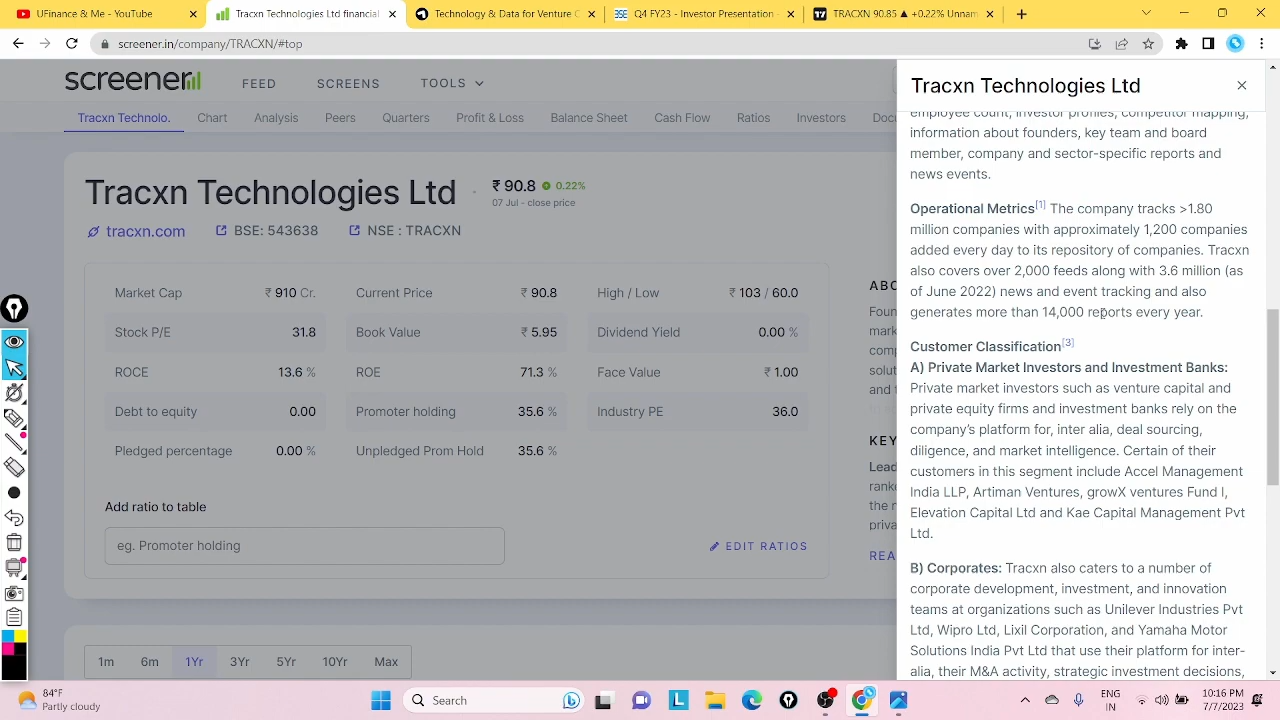 UFinance & me - YouTube
Tracxn Technologies Ltd financial
Technology & Data for Venture C
Q4 FY23 - Investor Presentation -
TRACXN 90.85 ▲ +0.22% Unnam
screener.in/company/TRACXN/#top
screener
FEED
SCREENS
TOOLS
Tracxn Technolo.
Chart
Analysis
Peers
Quarters
Profit & Loss
Balance Sheet
Cash Flow
Ratios
Investors
Docu
Tracxn Technologies Ltd
₹ 90.8 0.22%
07 Jul - close price
tracxn.com
BSE: 543638
NSE : TRACXN
Market Cap ₹ 910 Cr.
Current Price ₹ 90.8
High / Low ₹ 103 / 60.0
Stock P/E 31.8
Book Value ₹ 5.95
Dividend Yield 0.00 %
ROCE 13.6 %
ROE 71.3 %
Face Value ₹ 1.00
Debt to equity 0.00
Promoter holding 35.6 %
Industry PE 36.0
Pledged percentage 0.00 %
Unpledged Prom Hold 35.6 %
Add ratio to table
eg. Promoter holding
EDIT RATIOS
ABO
Foun
mark
comp
solut
and t
KEY
Lead
ranke
the n
priva
REA
1m
6m
1Yr
3Yr
5Yr
10Yr
Max
Tracxn Technologies Ltd
employee count, investor profiles, competitor mapping,
information about founders, key team and board
member, company and sector-specific reports and
news events.
Operational Metrics[1] The company tracks >1.80
million companies with approximately 1,200 companies
added every day to its repository of companies. Tracxn
also covers over 2,000 feeds along with 3.6 million (as
of June 2022) news and event tracking and also
generates more than 14,000 reports every year.
Customer Classification[3]
A) Private Market Investors and Investment Banks:
Private market investors such as venture capital and
private equity firms and investment banks rely on the
company's platform for, inter alia, deal sourcing,
diligence, and market intelligence. Certain of their
customers in this segment include Accel Management
India LLP, Artiman Ventures, growX ventures Fund I,
Elevation Capital Ltd and Kae Capital Management Pvt
Ltd.
B) Corporates: Tracxn also caters to a number of
corporate development, investment, and innovation
teams at organizations such as Unilever Industries Pvt
Ltd, Wipro Ltd, Lixil Corporation, and Yamaha Motor
Solutions India Pvt Ltd that use their platform for inter-
alia, their M&A activity, strategic investment decisions,
84°F
Partly cloudy
Search
ENG
IN
10:16 PM
7/7/2023